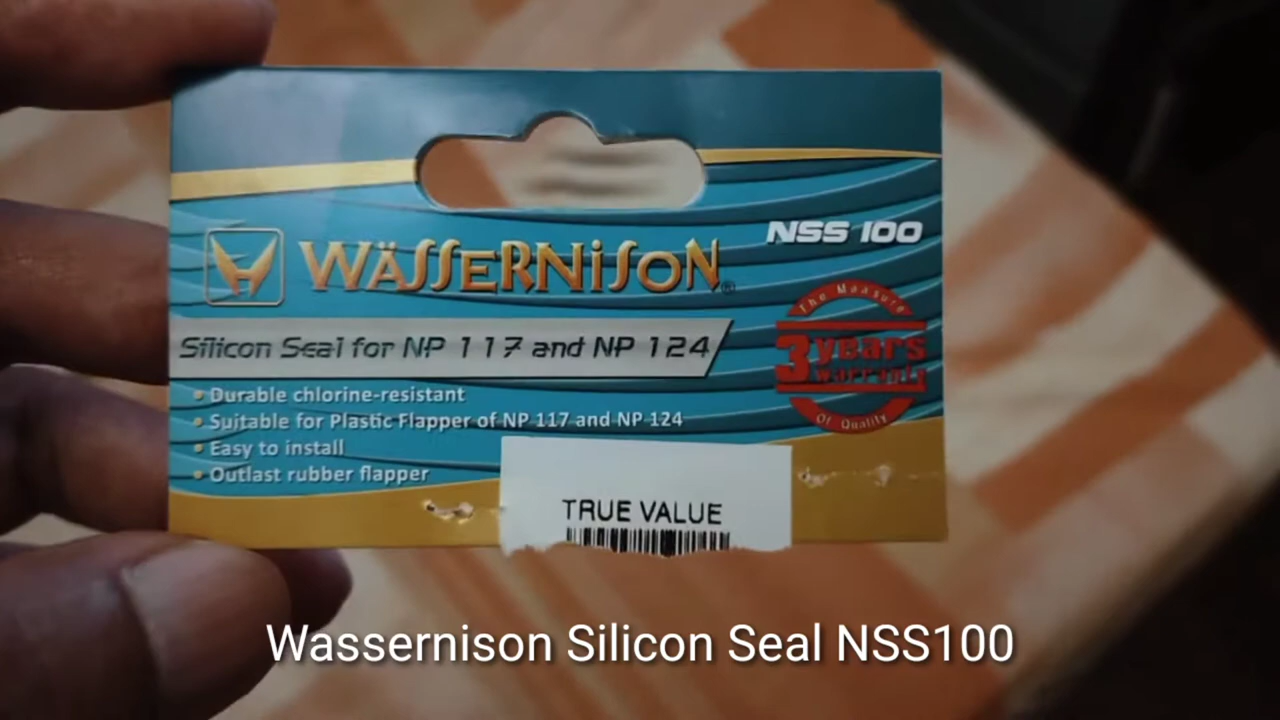 WÄSSERNiSON®
NSS 100
Silicon Seal for NP 117 and NP 124
The Measure
3 years
warranty
Of Quality
• Durable chlorine-resistant
• Suitable for Plastic Flapper of NP 117 and NP 124
• Easy to install
• Outlast rubber flapper
TRUE VALUE
Wassernison Silicon Seal NSS100